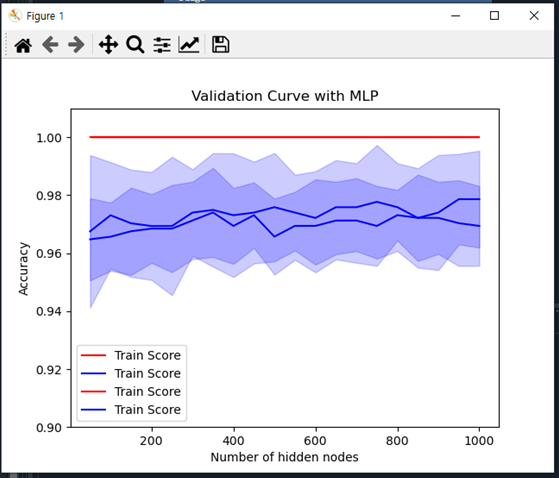 Figure 1
Validation Curve with MLP
Accuracy
1.00
0.98
0.96
0.94
0.92
0.90
Train Score
Train Score
Train Score
Train Score
200
400
600
800
1000
Number of hidden nodes